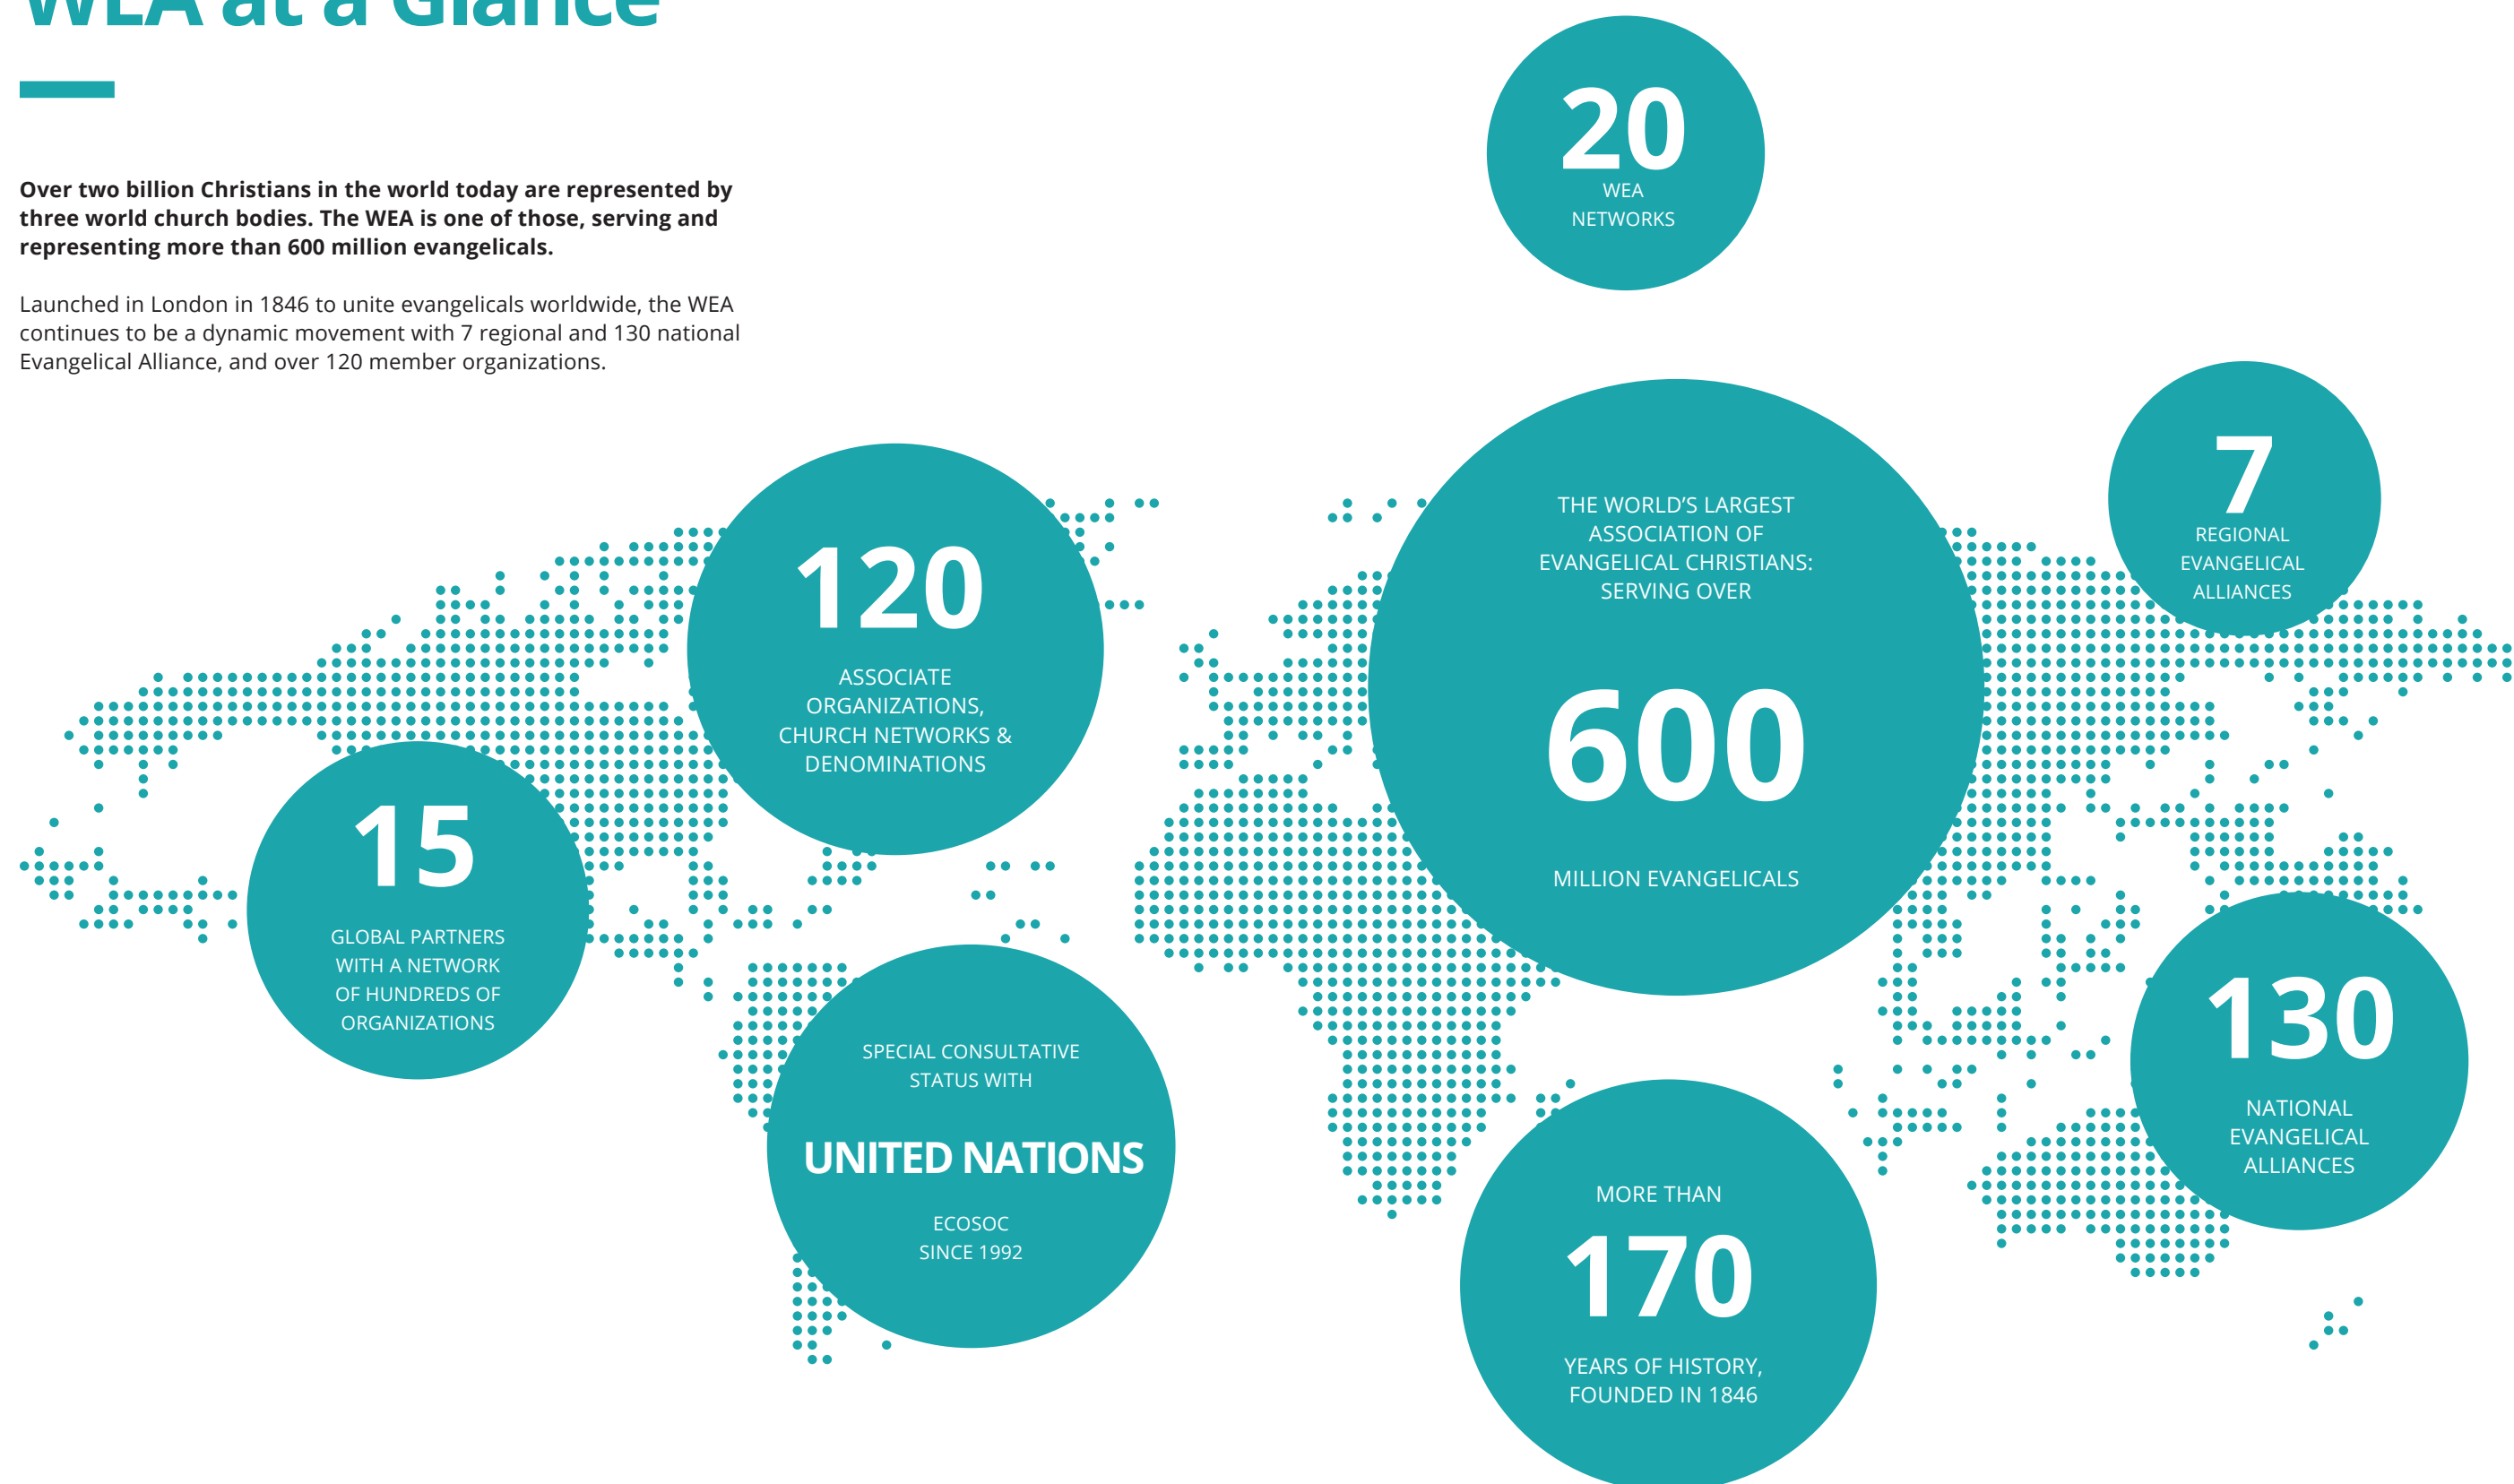 WEA at a Glance
Over two billion Christians in the world today are represented by
three world church bodies. The WEA is one of those, serving and
representing more than 600 million evangelicals.
Launched in London in 1846 to unite evangelicals worldwide, the WEA
continues to be a dynamic movement with 7 regional and 130 national
Evangelical Alliance, and over 120 member organizations.
20
WEA
NETWORKS
7
REGIONAL
EVANGELICAL
ALLIANCES
120
ASSOCIATE
ORGANIZATIONS,
CHURCH NETWORKS &
DENOMINATIONS
THE WORLD’S LARGEST
ASSOCIATION OF
EVANGELICAL CHRISTIANS:
SERVING OVER
600
MILLION EVANGELICALS
15
GLOBAL PARTNERS
WITH A NETWORK
OF HUNDREDS OF
ORGANIZATIONS
SPECIAL CONSULTATIVE
STATUS WITH
UNITED NATIONS
ECOSOC
SINCE 1992
130
NATIONAL
EVANGELICAL
ALLIANCES
MORE THAN
170
YEARS OF HISTORY,
FOUNDED IN 1846